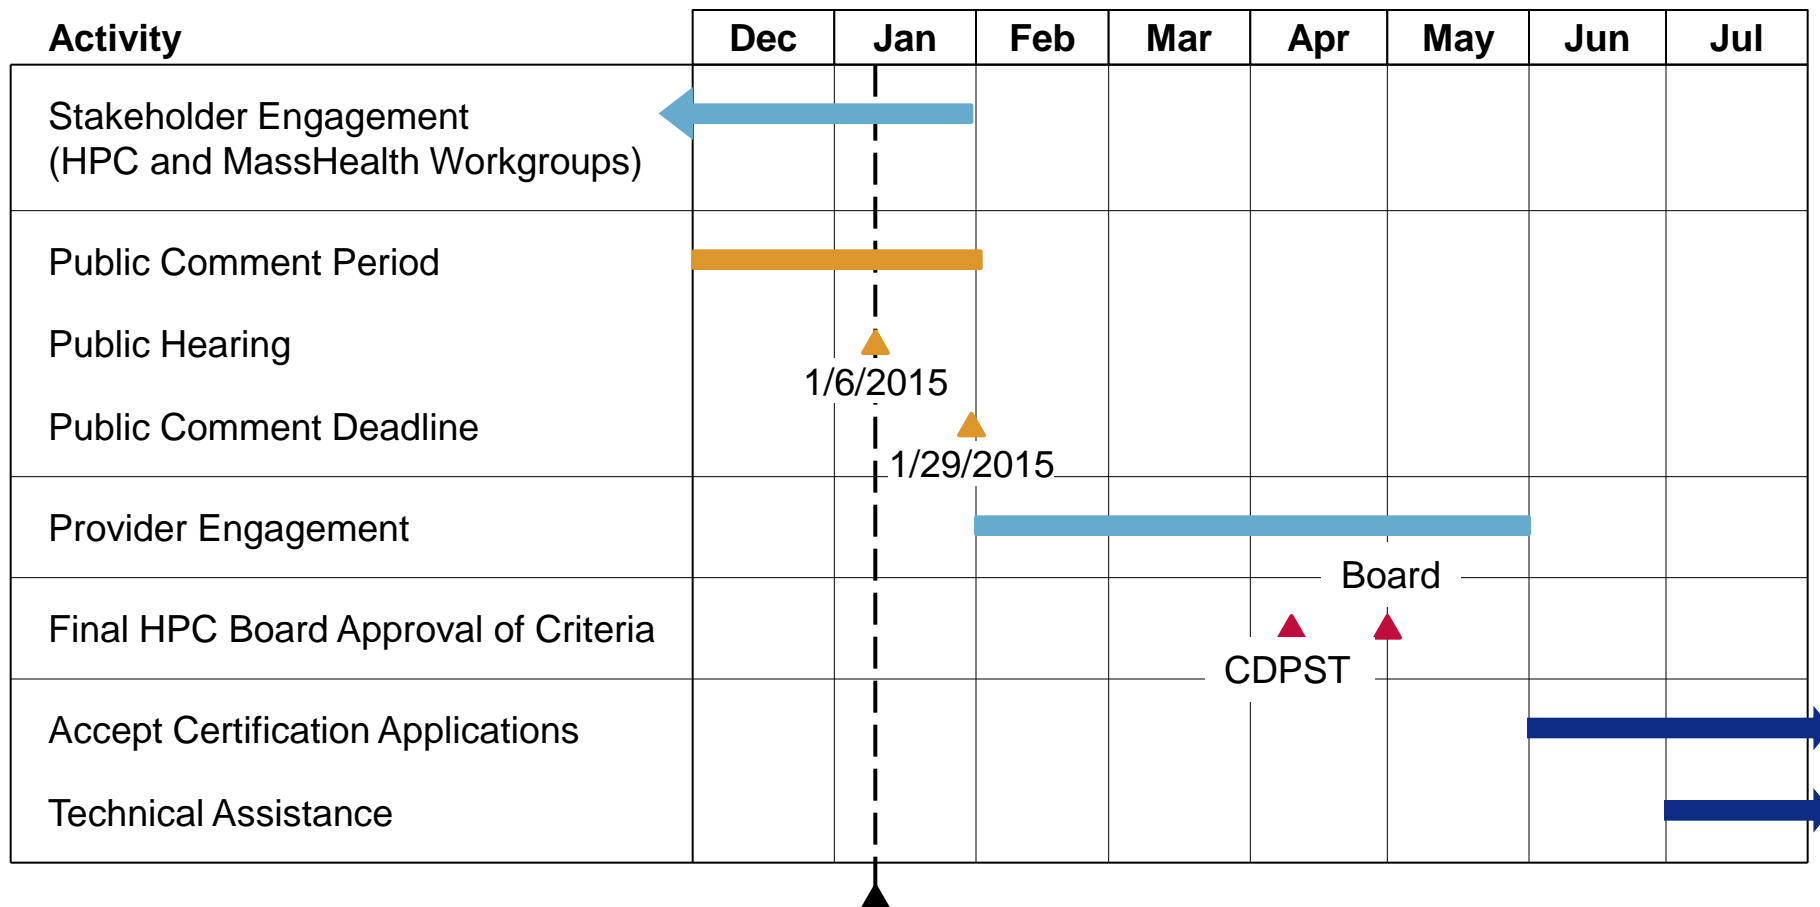 Activity Dec Jan Feb Mar Apr May Jun Jul
Stakeholder Engagement
(HPC and MassHealth Workgroups)
Public Comment Period
Public Hearing
1/6/2015
Public Comment Deadline
1/29/2015
Provider Engagement
Board
Final HPC Board Approval of Criteria
CDPST
Accept Certification Applications
Technical Assistance